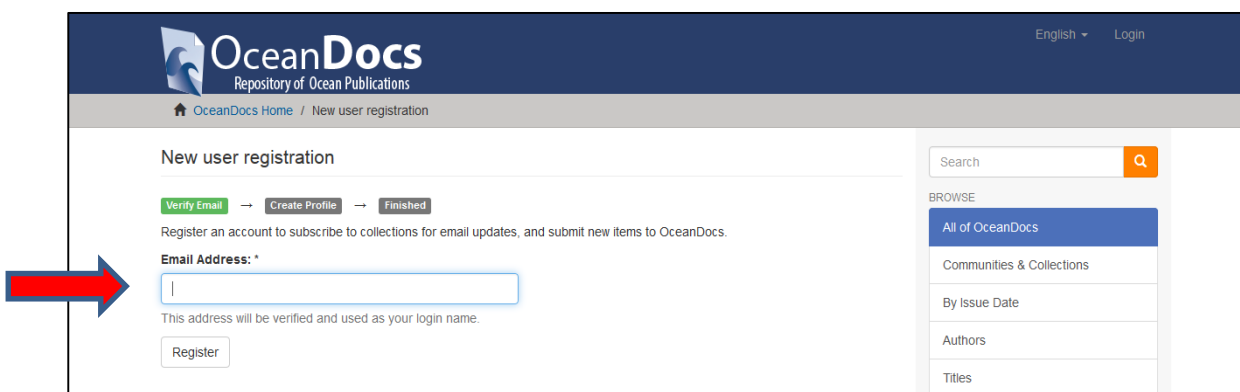 OceanDocs
Repository of Ocean Publications
English Login
OceanDocs Home / New user registration
New user registration
Verify Email → Create Profile → Finished
Register an account to subscribe to collections for email updates, and submit new items to OceanDocs.
Email Address: *
This address will be verified and used as your login name.
Register
Search
BROWSE
All of OceanDocs
Communities & Collections
By Issue Date
Authors
Titles